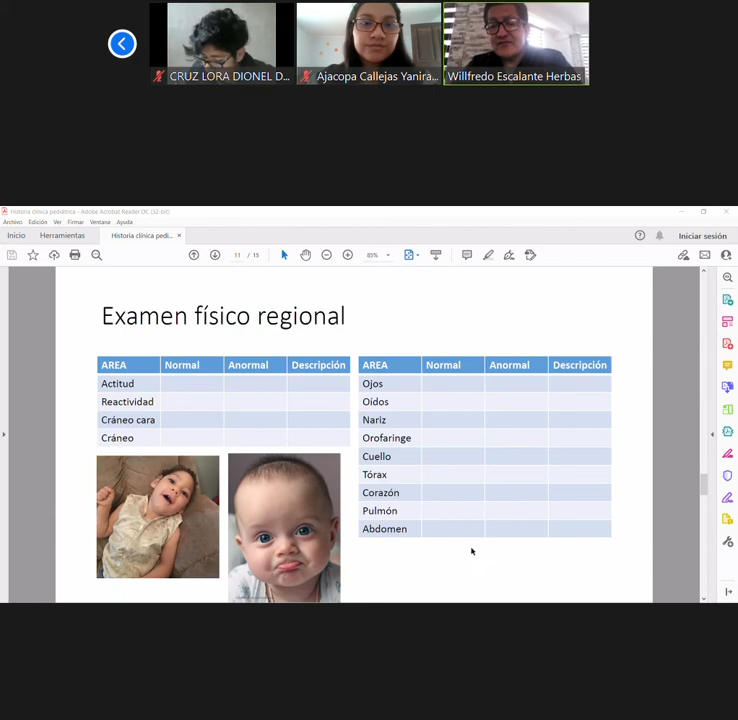 CRUZ LORA DIONEL D...
Ajacopa Callejas Yanira...
Willfredo Escalante Herbas
Historia clínica pediátrica - Adobe Acrobat Reader DC (32-bit)
Archivo Edición Ver Firmar Ventana Ayuda
Inicio Herramientas Historia clínica pedi... × Iniciar sesión
11 / 15 85%
Examen físico regional
AREA Normal Anormal Descripción
Actitud
Reactividad
Cráneo cara
Cráneo
AREA Normal Anormal Descripción
Ojos
Oídos
Nariz
Orofaringe
Cuello
Tórax
Corazón
Pulmón
Abdomen